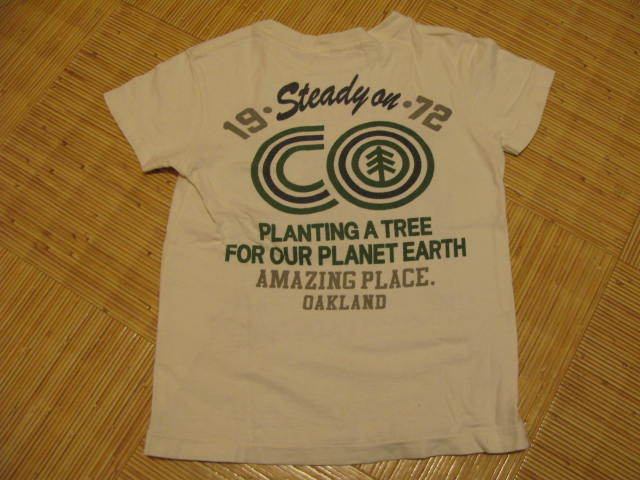 19 • Steady on • 72
CO
PLANTING A TREE
FOR OUR PLANET EARTH
AMAZING PLACE.
OAKLAND